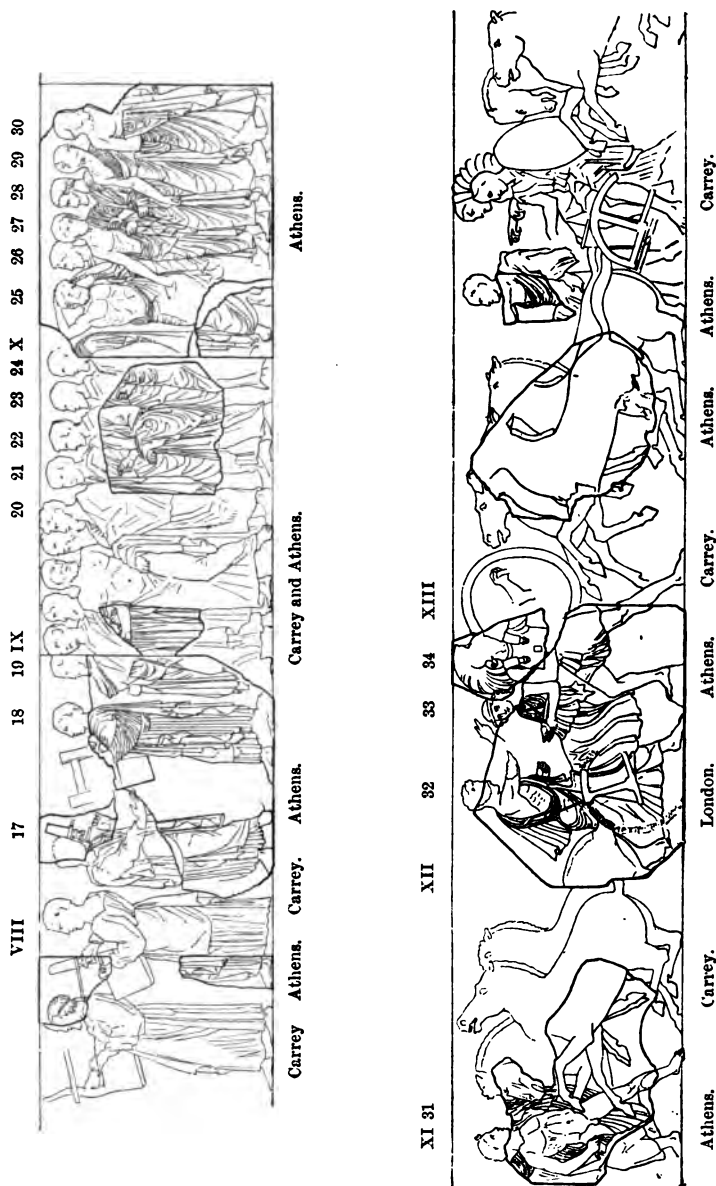 VIII 17 18 19 IX 20 21 22 23 24 X 25 26 27 28 29 30
Carrey Athens. Carrey. Athens. Carrey and Athens. Athens.
XI 31 XII 32 33 34 XIII
Athens. Carrey. London. Athens. Carrey. Athens. Athens. Carrey.